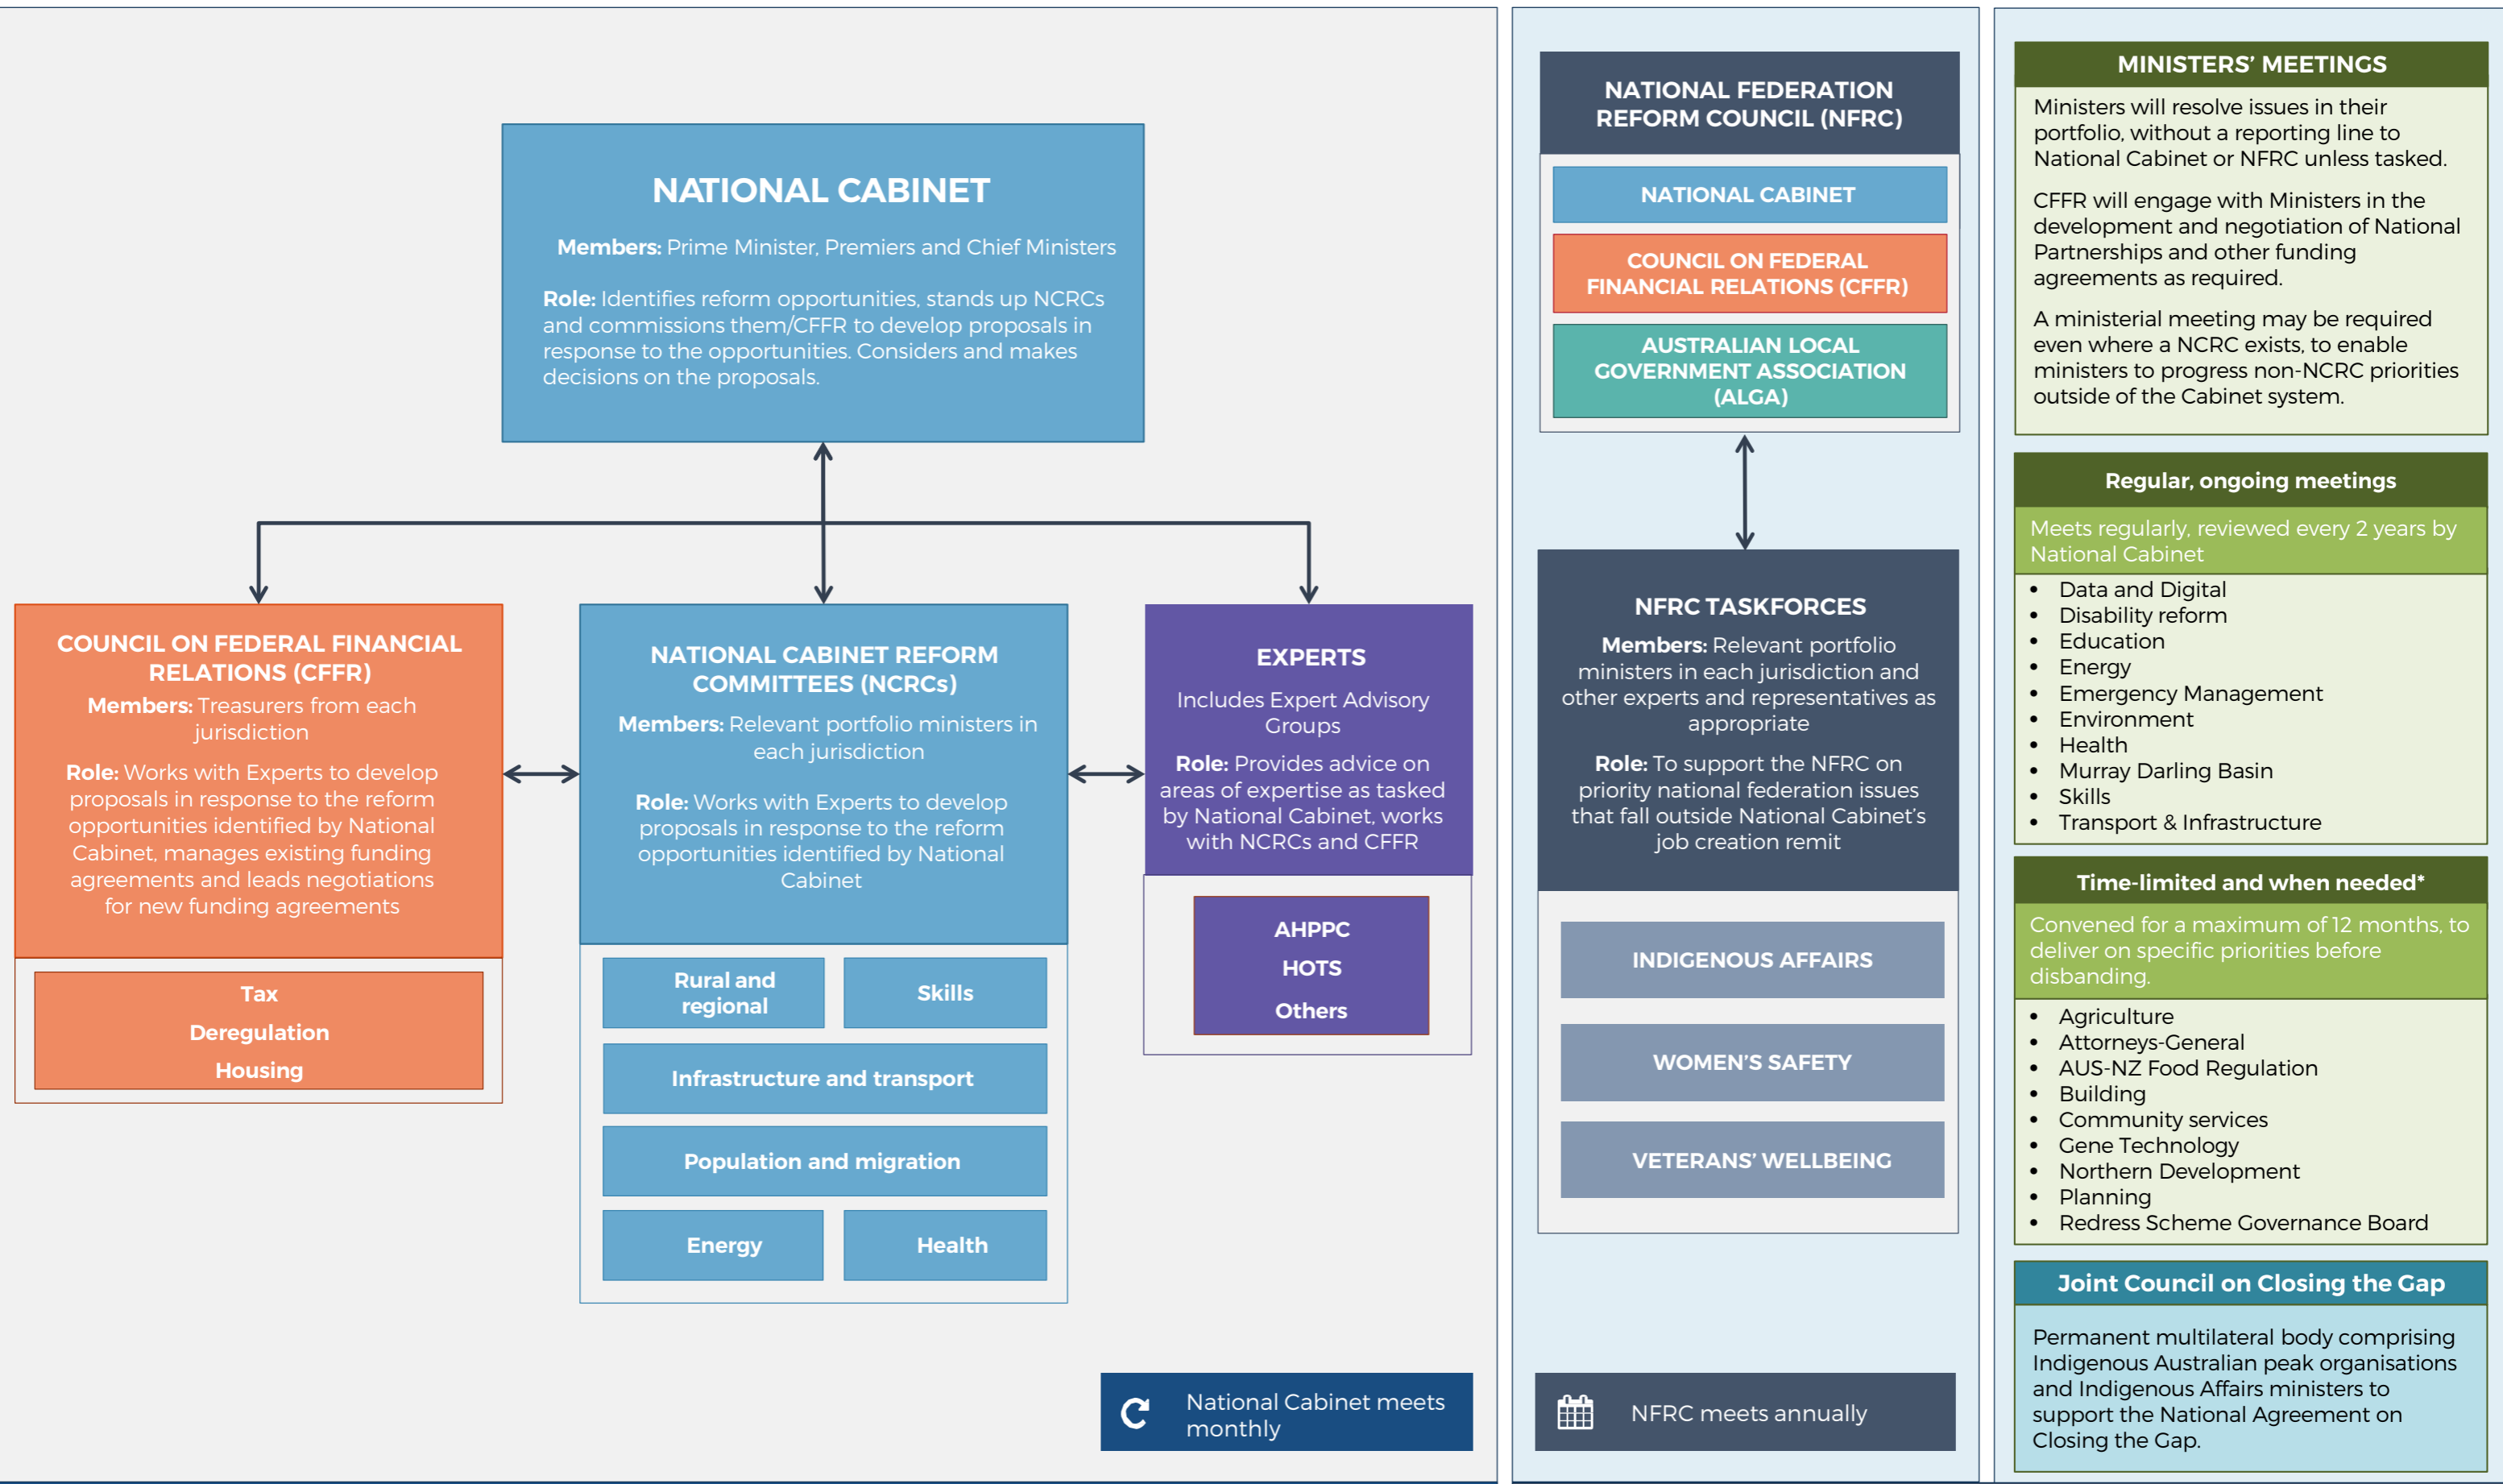 NATIONAL CABINET
Members: Prime Minister, Premiers and Chief Ministers
Role: Identifies reform opportunities, stands up NCRCs
and commissions them/CFFR to develop proposals in
response to the opportunities. Considers and makes
decisions on the proposals.
COUNCIL ON FEDERAL FINANCIAL
RELATIONS (CFFR)
Members: Treasurers from each
jurisdiction
Role: Works with Experts to develop
proposals in response to the reform
opportunities identified by National
Cabinet, manages existing funding
agreements and leads negotiations
for new funding agreements
Tax
Deregulation
Housing
NATIONAL CABINET REFORM
COMMITTEES (NCRCs)
Members: Relevant portfolio ministers in
each jurisdiction
Role: Works with Experts to develop
proposals in response to the reform
opportunities identified by National
Cabinet
Rural and
regional
Skills
Infrastructure and transport
Population and migration
Energy
Health
EXPERTS
Includes Expert Advisory
Groups
Role: Provides advice on
areas of expertise as tasked
by National Cabinet, works
with NCRCs and CFFR
AHPPC
HOTS
Others
National Cabinet meets
monthly
NATIONAL FEDERATION
REFORM COUNCIL (NFRC)
NATIONAL CABINET
COUNCIL ON FEDERAL
FINANCIAL RELATIONS (CFFR)
AUSTRALIAN LOCAL
GOVERNMENT ASSOCIATION
(ALGA)
NFRC TASKFORCES
Members: Relevant portfolio
ministers in each jurisdiction and
other experts and representatives as
appropriate
Role: To support the NFRC on
priority national federation issues
that fall outside National Cabinet's
job creation remit
INDIGENOUS AFFAIRS
WOMEN'S SAFETY
VETERANS' WELLBEING
NFRC meets annually
MINISTERS' MEETINGS
Ministers will resolve issues in their
portfolio, without a reporting line to
National Cabinet or NFRC unless tasked.
CFFR will engage with Ministers in the
development and negotiation of National
Partnerships and other funding
agreements as required.
A ministerial meeting may be required
even where a NCRC exists, to enable
ministers to progress non-NCRC priorities
outside of the Cabinet system.
Regular, ongoing meetings
Meets regularly, reviewed every 2 years by
National Cabinet
• Data and Digital
• Disability reform
• Education
• Energy
• Emergency Management
• Environment
• Health
• Murray Darling Basin
• Skills
• Transport & Infrastructure
Time-limited and when needed*
Convened for a maximum of 12 months, to
deliver on specific priorities before
disbanding.
• Agriculture
• Attorneys-General
• AUS-NZ Food Regulation
• Building
• Community services
• Gene Technology
• Northern Development
• Planning
• Redress Scheme Governance Board
Joint Council on Closing the Gap
Permanent multilateral body comprising
Indigenous Australian peak organisations
and Indigenous Affairs ministers to
support the National Agreement on
Closing the Gap.